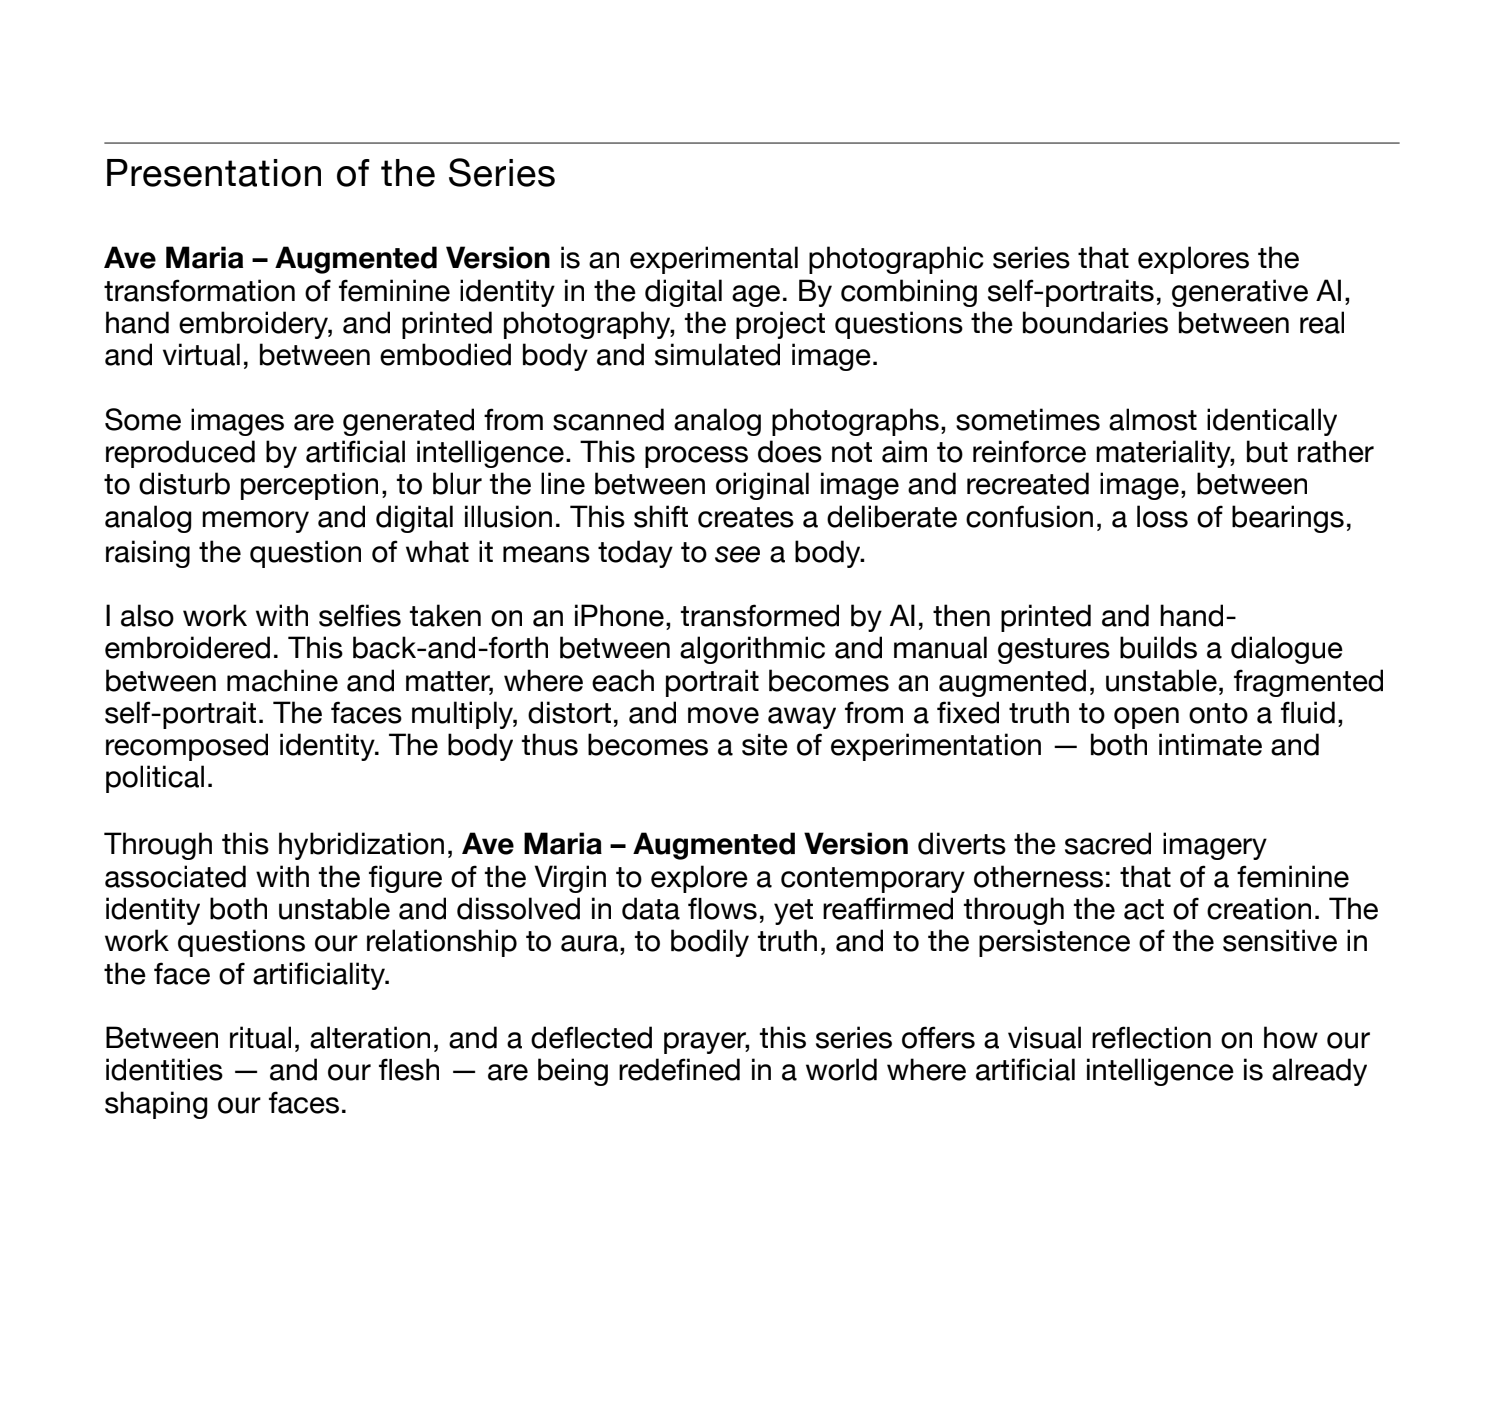 Presentation of the Series
Ave Maria – Augmented Version is an experimental photographic series that explores the
transformation of feminine identity in the digital age. By combining self-portraits, generative AI,
hand embroidery, and printed photography, the project questions the boundaries between real
and virtual, between embodied body and simulated image.
Some images are generated from scanned analog photographs, sometimes almost identically
reproduced by artificial intelligence. This process does not aim to reinforce materiality, but rather
to disturb perception, to blur the line between original image and recreated image, between
analog memory and digital illusion. This shift creates a deliberate confusion, a loss of bearings,
raising the question of what it means today to see a body.
I also work with selfies taken on an iPhone, transformed by AI, then printed and hand-
embroidered. This back-and-forth between algorithmic and manual gestures builds a dialogue
between machine and matter, where each portrait becomes an augmented, unstable, fragmented
self-portrait. The faces multiply, distort, and move away from a fixed truth to open onto a fluid,
recomposed identity. The body thus becomes a site of experimentation — both intimate and
political.
Through this hybridization, Ave Maria – Augmented Version diverts the sacred imagery
associated with the figure of the Virgin to explore a contemporary otherness: that of a feminine
identity both unstable and dissolved in data flows, yet reaffirmed through the act of creation. The
work questions our relationship to aura, to bodily truth, and to the persistence of the sensitive in
the face of artificiality.
Between ritual, alteration, and a deflected prayer, this series offers a visual reflection on how our
identities — and our flesh — are being redefined in a world where artificial intelligence is already
shaping our faces.